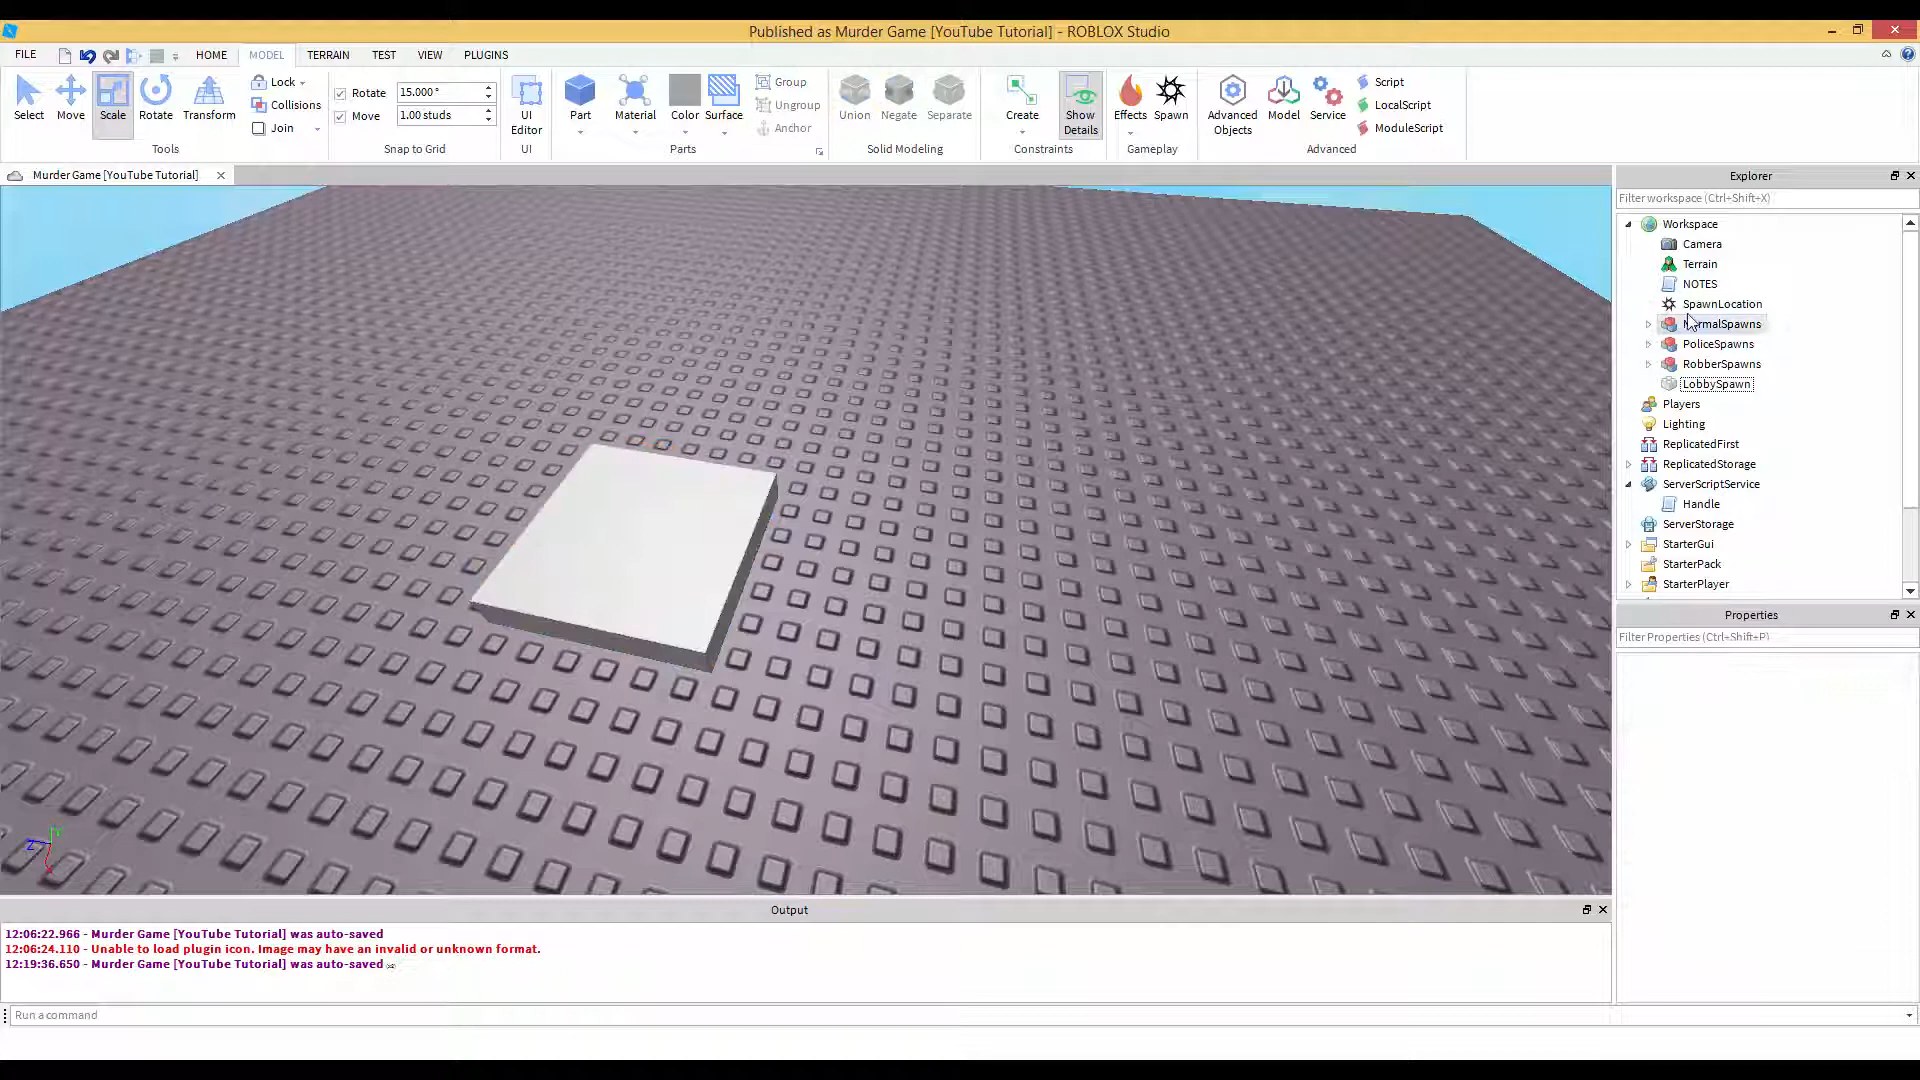 Published as Murder Game [YouTube Tutorial] - ROBLOX Studio
FILE HOME MODEL TERRAIN TEST VIEW PLUGINS
Select Move Scale Rotate Transform
Lock
Collisions
Join
Tools
Rotate 15.000 °
Move 1.00 studs
Snap to Grid
UI Editor
UI
Part Material Color Surface
Group
Ungroup
Anchor
Parts
Union Negate Separate
Solid Modeling
Create Show Details
Constraints
Effects Spawn
Gameplay
Advanced Objects Model Service
Script
LocalScript
ModuleScript
Advanced
Murder Game [YouTube Tutorial]
Explorer
Filter workspace (Ctrl+Shift+X)
Workspace
Camera
Terrain
NOTES
SpawnLocation
PoliceSpawns
RobberSpawns
LobbySpawn
Players
Lighting
ReplicatedFirst
ReplicatedStorage
ServerScriptService
Handle
ServerStorage
StarterGui
StarterPack
StarterPlayer
Properties
Filter Properties (Ctrl+Shift+P)
Z Y
Output
12:06:22.966 - Murder Game [YouTube Tutorial] was auto-saved
12:06:24.110 - Unable to load plugin icon. Image may have an invalid or unknown format.
12:19:36.650 - Murder Game [YouTube Tutorial] was auto-saved
Run a command